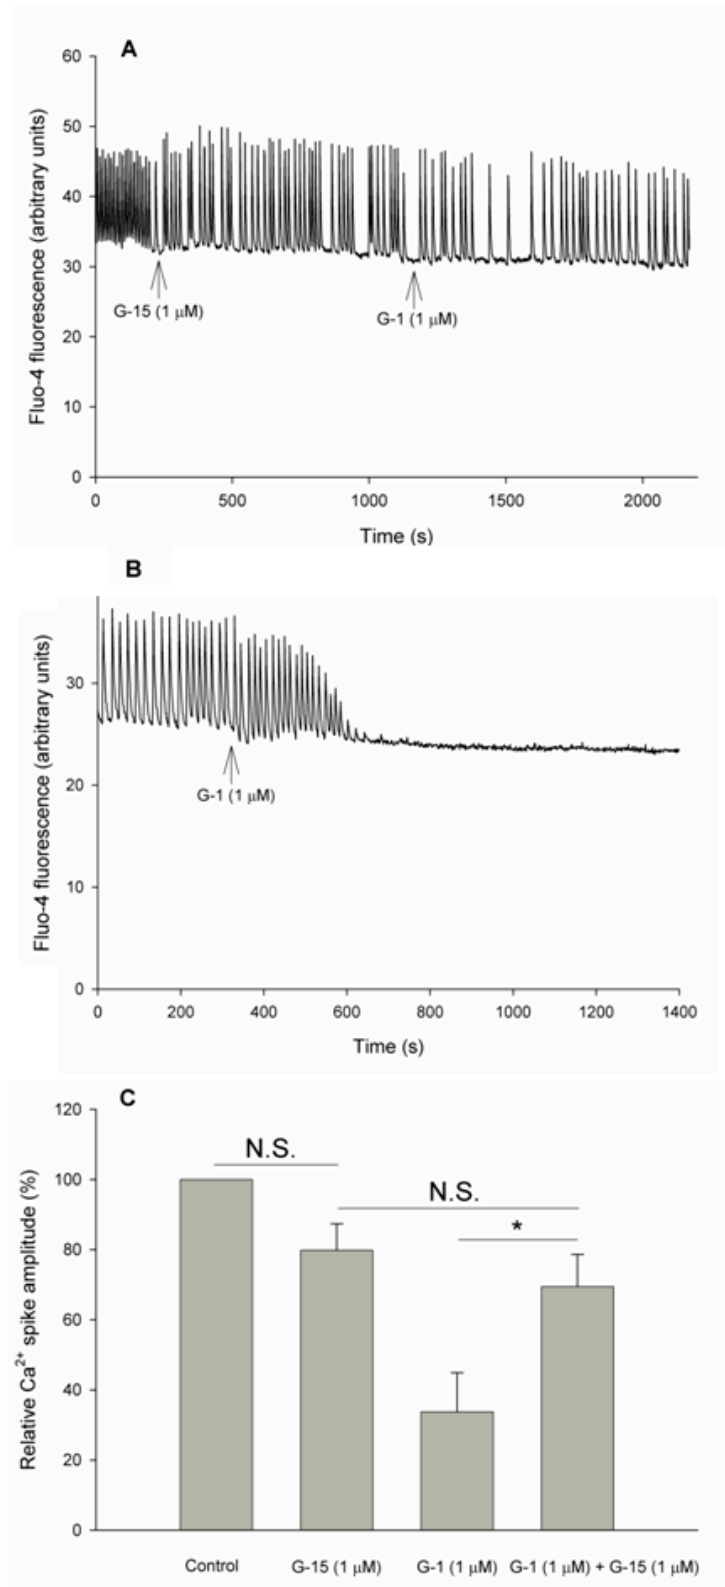 A
60
50
40
30
20
10
0
Fluo-4 fluorescence (arbitrary units)
G-15 (1 μM)
G-1 (1 μM)
0 500 1000 1500 2000
Time (s)
B
30
20
10
0
Fluo-4 fluorescence (arbitrary units)
G-1 (1 μM)
0 200 400 600 800 1000 1200 1400
Time (s)
C
120
100
80
60
40
20
0
Relative Ca²⁺ spike amplitude (%)
N.S.
N.S.
*
Control G-15 (1 μM) G-1 (1 μM) G-1 (1 μM) + G-15 (1 μM)